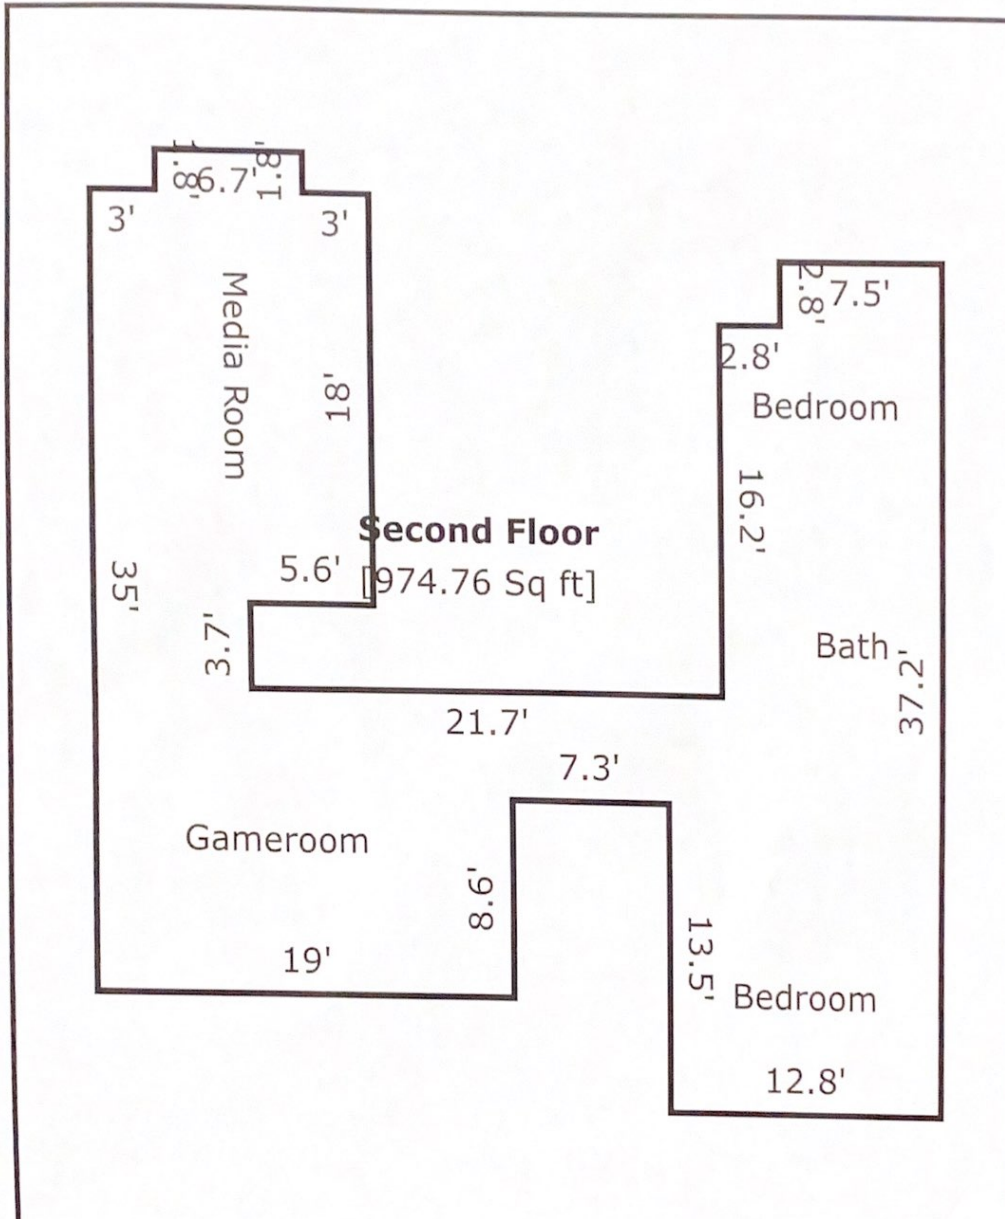 1.8'
6.7'
1.8'
3'
3'
Media Room
18'
2.8'
7.5'
2.8'
Bedroom
16.2'
Second Floor
[974.76 Sq ft]
5.6'
35'
3.7'
Bath
37.2'
21.7'
7.3'
Gameroom
8.9'
13.5'
19'
Bedroom
12.8'